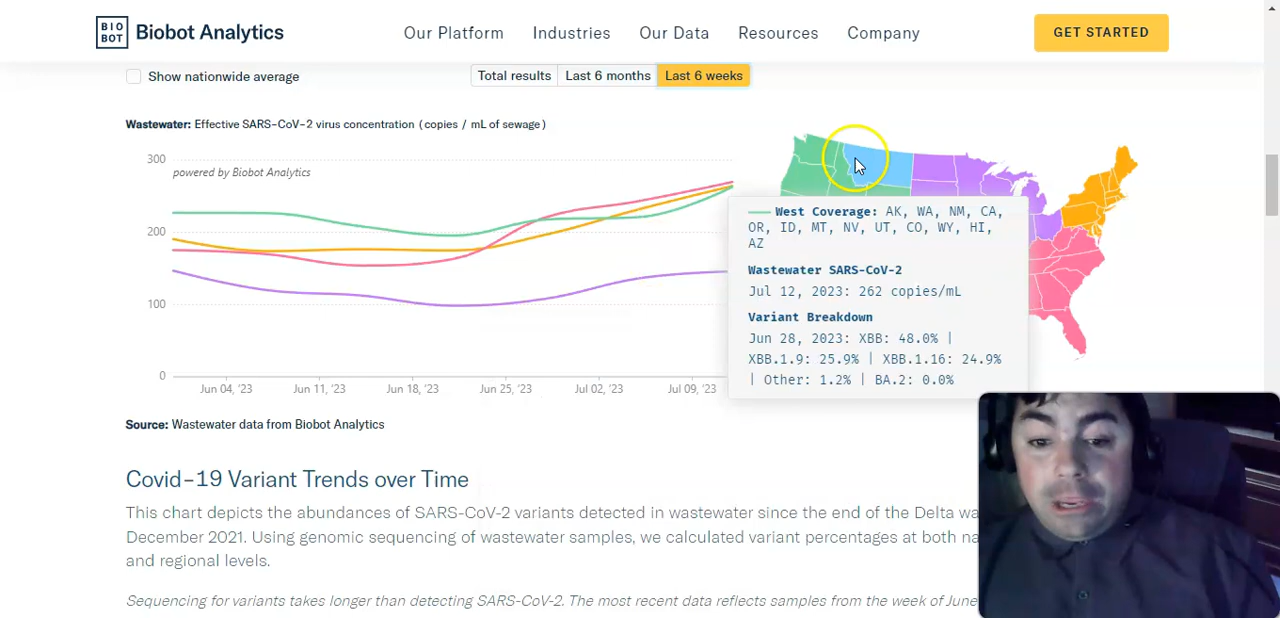 BIO
BOT
Biobot Analytics
Our Platform
Industries
Our Data
Resources
Company
GET STARTED
Show nationwide average
Total results
Last 6 months
Last 6 weeks
Wastewater: Effective SARS-CoV-2 virus concentration (copies / mL of sewage)
300
powered by Biobot Analytics
200
100
0
Jun 04, '23
Jun 11, '23
Jun 18, '23
Jun 25, '23
Jul 02, '23
Jul 09, '23
West Coverage: AK, WA, NM, CA,
OR, ID, MT, NV, UT, CO, WY, HI,
AZ
Wastewater SARS-CoV-2
Jul 12, 2023: 262 copies/mL
Variant Breakdown
Jun 28, 2023: XBB: 48.0% |
XBB.1.9: 25.9% | XBB.1.16: 24.9%
| Other: 1.2% | BA.2: 0.0%
Source: Wastewater data from Biobot Analytics
Covid-19 Variant Trends over Time
This chart depicts the abundances of SARS-CoV-2 variants detected in wastewater since the end of the Delta
December 2021. Using genomic sequencing of wastewater samples, we calculated variant percentages at both
and regional levels.
Sequencing for variants takes longer than detecting SARS-CoV-2. The most recent data reflects samples from the week of June